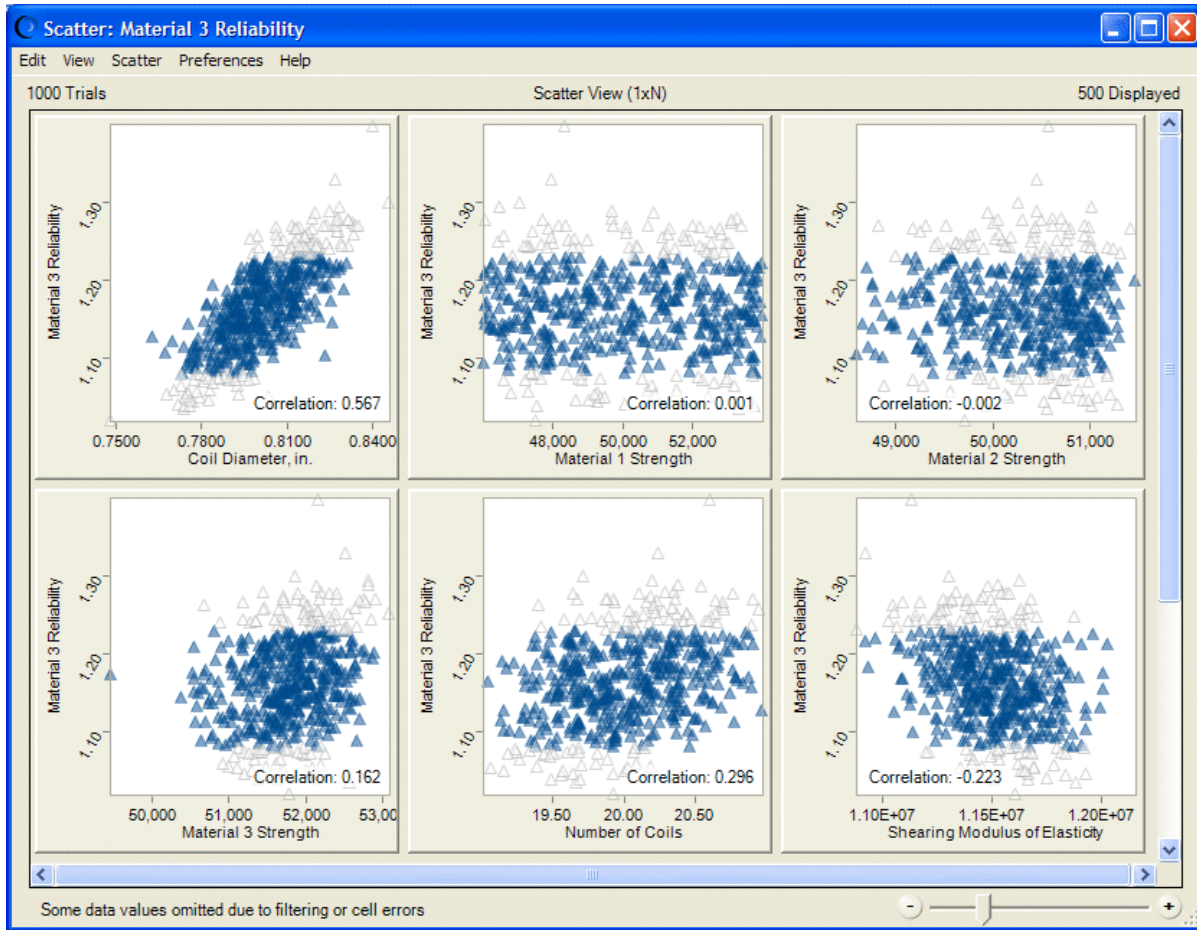 Scatter: Material 3 Reliability
Edit View Scatter Preferences Help
1000 Trials Scatter View (1xN) 500 Displayed
Material 3 Reliability
1.30
1.20
1.10
Correlation: 0.567
0.7500 0.7800 0.8100 0.8400
Coil Diameter, in.
Material 3 Reliability
1.30
1.20
1.10
Correlation: 0.001
48,000 50,000 52,000
Material 1 Strength
Material 3 Reliability
1.30
1.20
1.10
Correlation: -0.002
49,000 50,000 51,000
Material 2 Strength
Material 3 Reliability
1.30
1.20
1.10
Correlation: 0.162
50,000 51,000 52,000 53,00
Material 3 Strength
Material 3 Reliability
1.30
1.20
1.10
Correlation: 0.296
19.50 20.00 20.50
Number of Coils
Material 3 Reliability
1.30
1.20
1.10
Correlation: -0.223
1.10E+07 1.15E+07 1.20E+07
Shearing Modulus of Elasticity
Some data values omitted due to filtering or cell errors